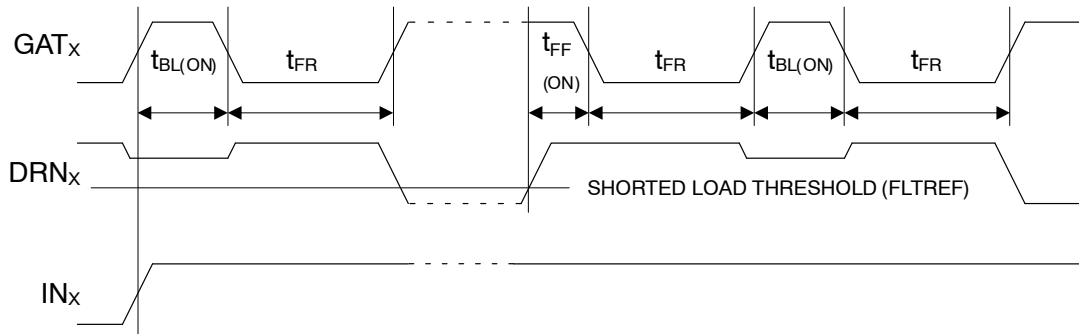 GATX
tBL(ON)
tFR
tFF
(ON)
tFR
tBL(ON)
tFR
DRNX
SHORTED LOAD THRESHOLD (FLTREF)
INX